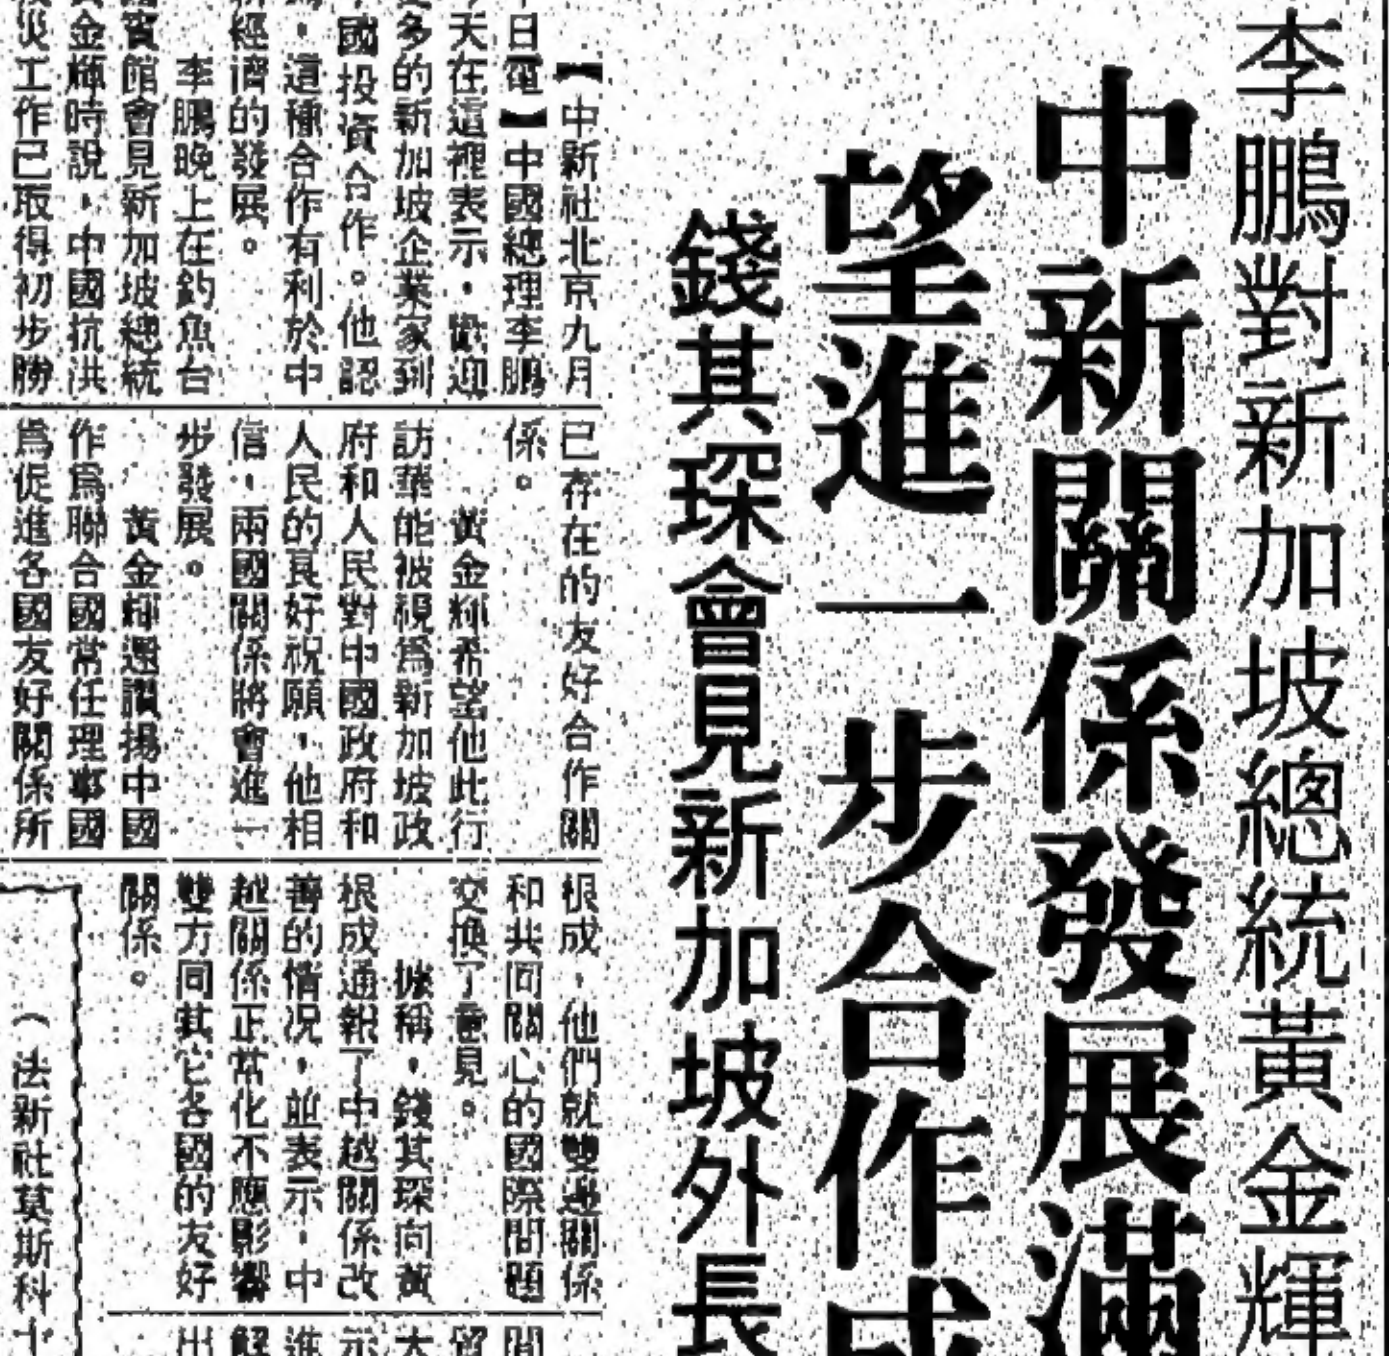 李鵬對新加坡總統黃金輝
中新關係發展滿
望進一步合作
錢其琛會見新加坡外長
【中新社北京九月
日電】中國總理李鵬
天在這裡表示，歡迎
多的新加坡企業家到
國投資合作。他認
，這種合作有利於中
經濟的發展。
李鵬晚上在釣魚台
賓館會見新加坡總統
金輝時說，中國抗洪
災工作已取得初步勝
已存在的友好合作關
係。
黃金輝希望他此行
訪華能被視爲新加坡政
府和人民對中國政府和
人民的良好祝願，他相
信，兩國關係將會進一
步發展。
黃金輝還讚揚中國
作爲聯合國常任理事國
爲促進各國友好關係所
根成，他們就雙邊關係
和共同關心的國際問題
交換了意見。
據稱，錢其琛向黃
根成通報了中越關係改
善的情况，並表示，中
越關係正常化不應影響
雙方同其它各國的友好
關係。
（法新社莫斯科十